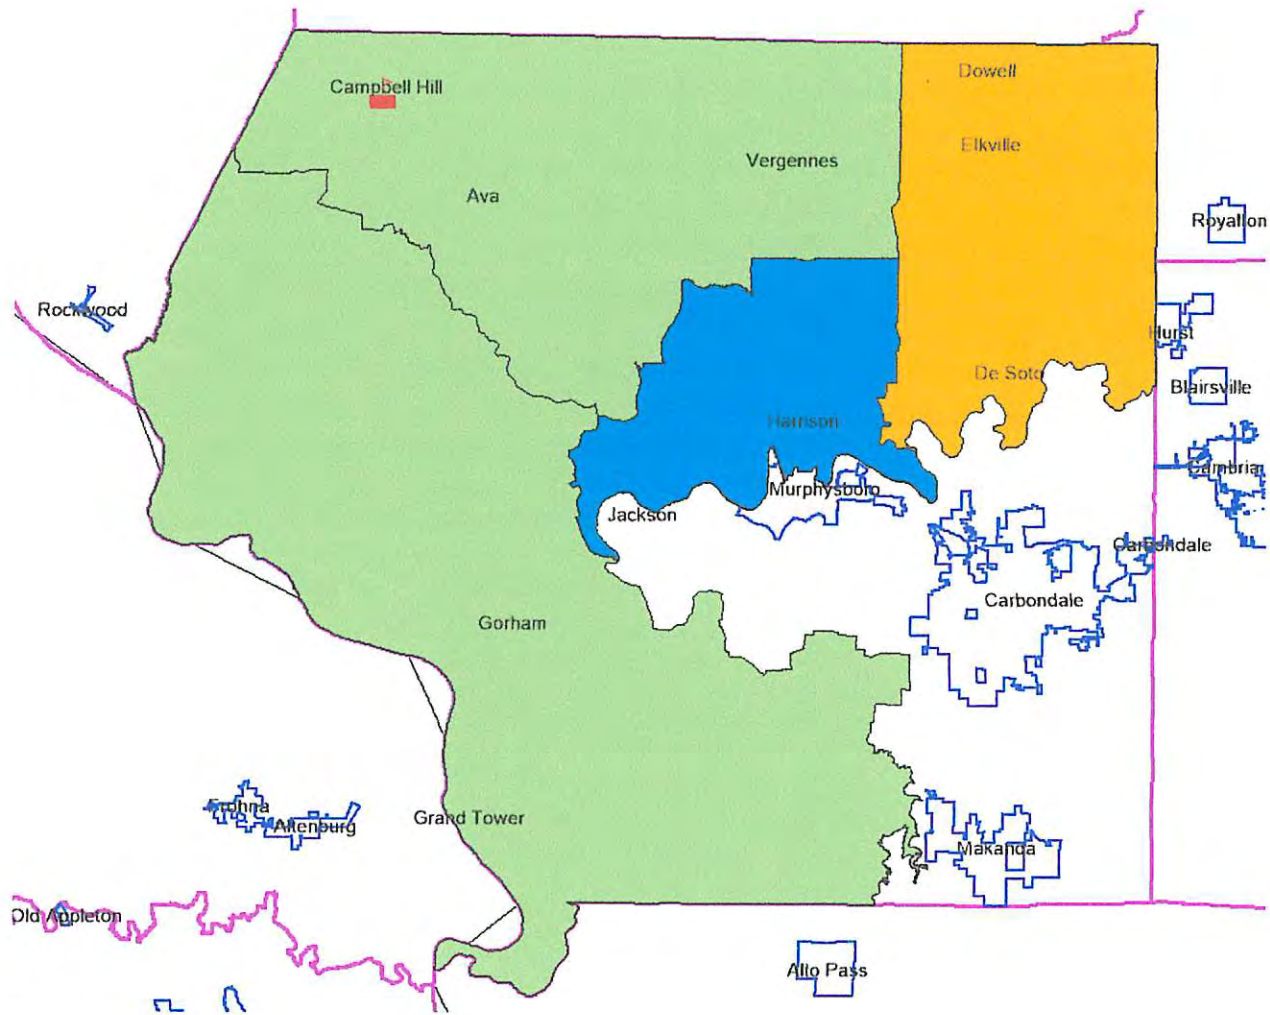 Dowell
Campbell Hill
Elkville
Vergennes
Ava
Royalton
Rockwood
Hurst
De Soto
Blairsville
Harrison
Cambria
Murphysboro
Jackson
Carbondale
Carbondale
Gorham
Frohna
Grand Tower
Altenburg
Makanda
Old Appleton
Alto Pass